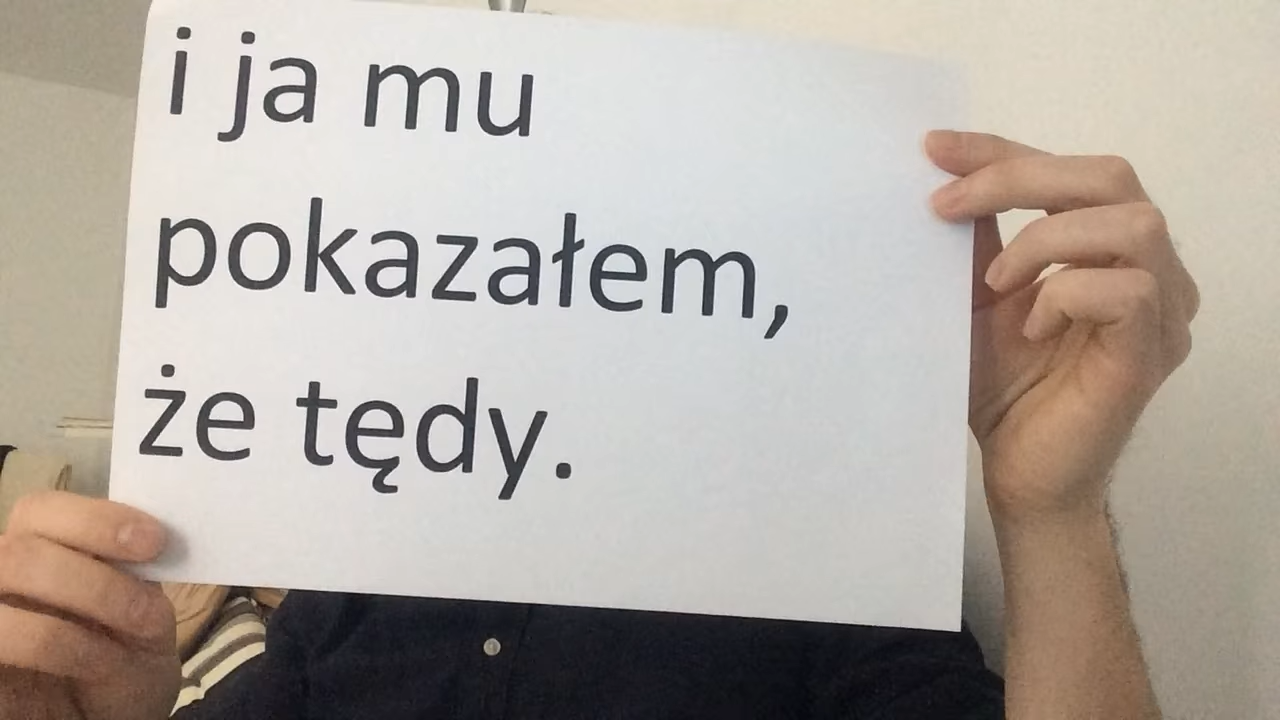 i ja mu
pokazałem,
że tędy.